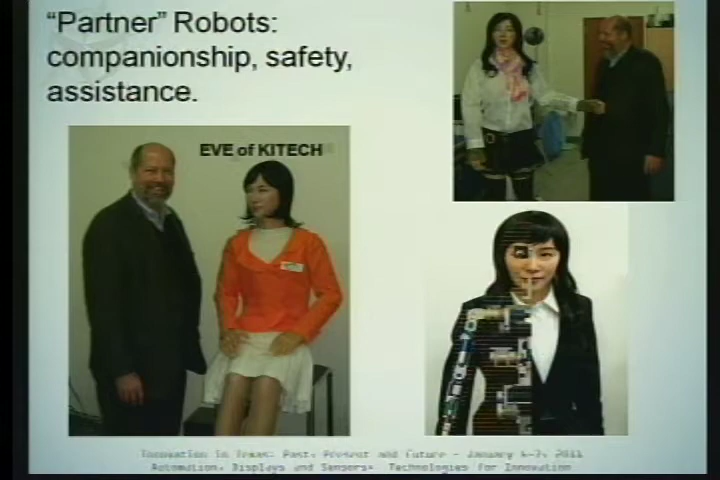 “Partner” Robots:
companionship, safety,
assistance.
EVE of KITECH
Innovation in Texas: Past, Present and Future - January 6-7, 2011
Automation, Displays and Sensors: Technologies for Innovation